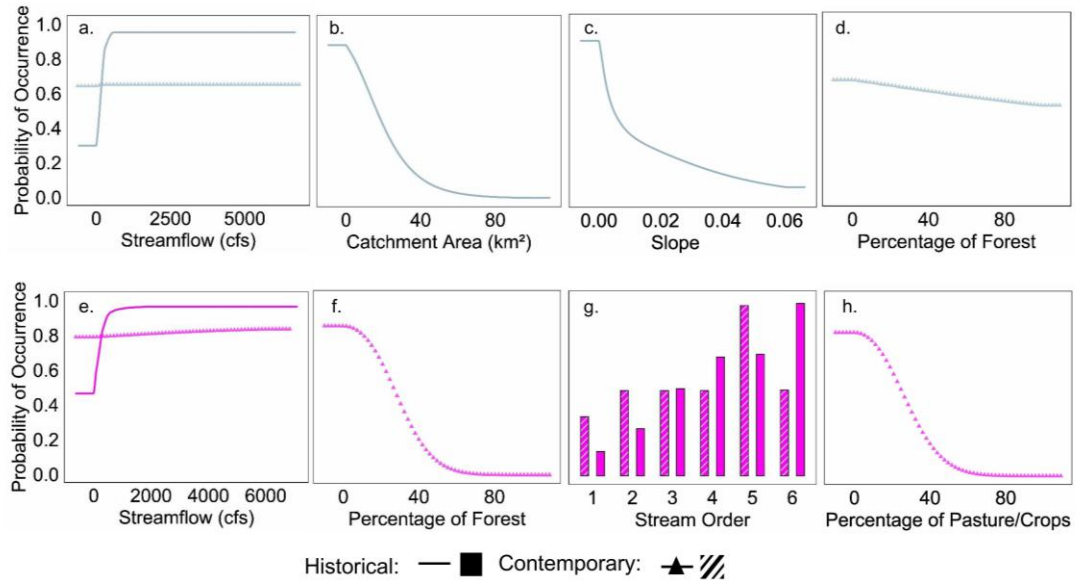 Probability of Occurrence
1.0
0.8
0.6
0.4
0.2
0.0
a.
0 2500 5000
Streamflow (cfs)
b.
0 40 80
Catchment Area (km²)
c.
0.00 0.02 0.04 0.06
Slope
d.
0 40 80
Percentage of Forest
Probability of Occurrence
1.0
0.8
0.6
0.4
0.2
0.0
e.
0 2000 4000 6000
Streamflow (cfs)
f.
0 40 80
Percentage of Forest
g.
1 2 3 4 5 6
Stream Order
h.
0 40 80
Percentage of Pasture/Crops
Historical: Contemporary: